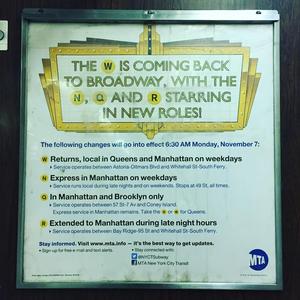 THE W IS COMING BACK
TO BROADWAY, WITH THE
N, Q AND R STARRING
IN NEW ROLES!
The following changes will go into effect 6:30 AM Monday, November 7:
W Returns, local in Queens and Manhattan on weekdays
• Service operates between Astoria-Ditmars Blvd and Whitehall St-South Ferry.
N Express in Manhattan on weekdays
• Service runs local during late nights and on weekends. Stops at 49 St, all times.
Q In Manhattan and Brooklyn only
• Service operates between 57 St-7 Av and Coney Island.
Express service in Manhattan remains. Take the N or W for Queens.
R Extended to Manhattan during late night hours
• Service operates between Bay Ridge-95 St and Whitehall St-South Ferry.
Stay informed. Visit www.mta.info – it's the best way to get updates.
• Sign up for free e-mail and text alerts.
• Stay connected with:
@NYCTSubway
MTA New York City Transit
MTA